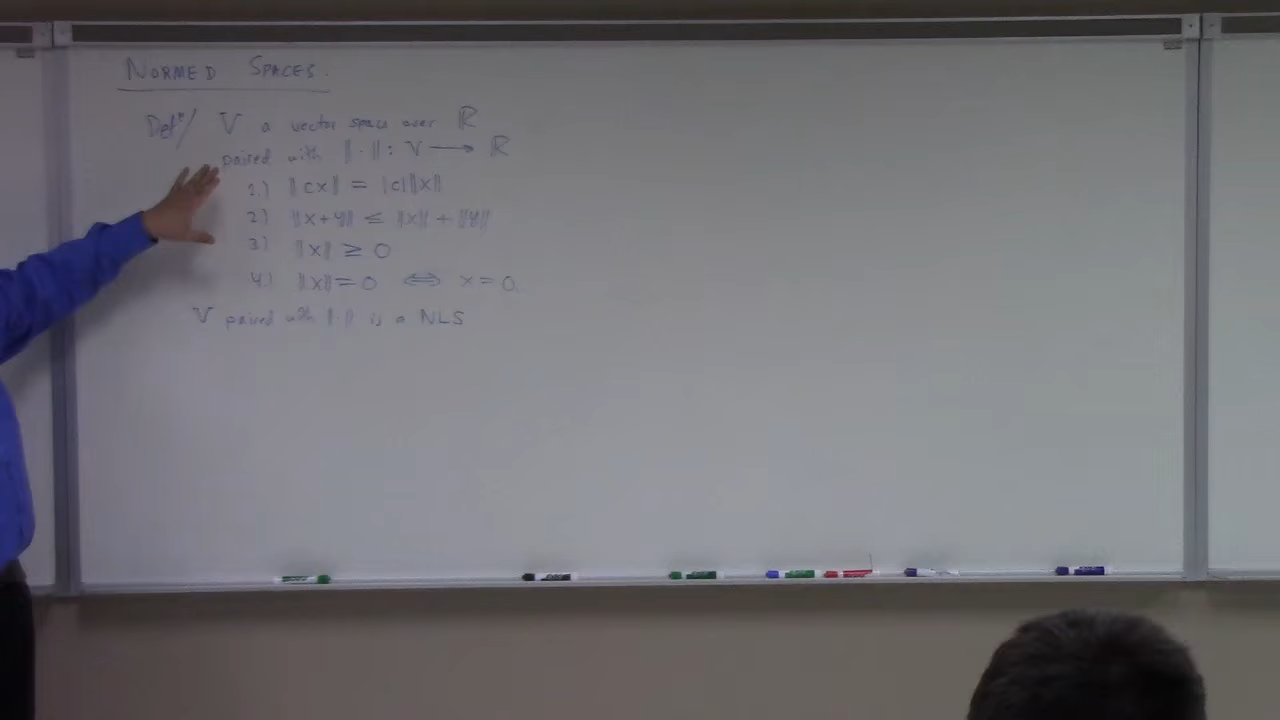 NORMED SPACES.
Defⁿ/ V a vector space over ℝ
paired with ‖·‖ : V ⟶ ℝ
1.) ‖cx‖ = |c|‖x‖
2.) ‖x+y‖ ≤ ‖x‖ + ‖y‖
3.) ‖x‖ ≥ 0
4.) ‖x‖ = 0 ⟺ x = 0.
V paired with ‖·‖ is a NLS